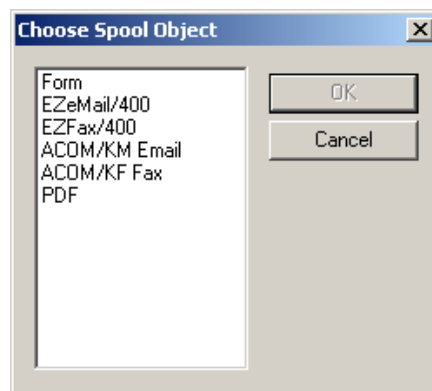 Choose Spool Object
Form
EZeMail/400
EZFax/400
ACOM/KM Email
ACOM/KF Fax
PDF
OK
Cancel